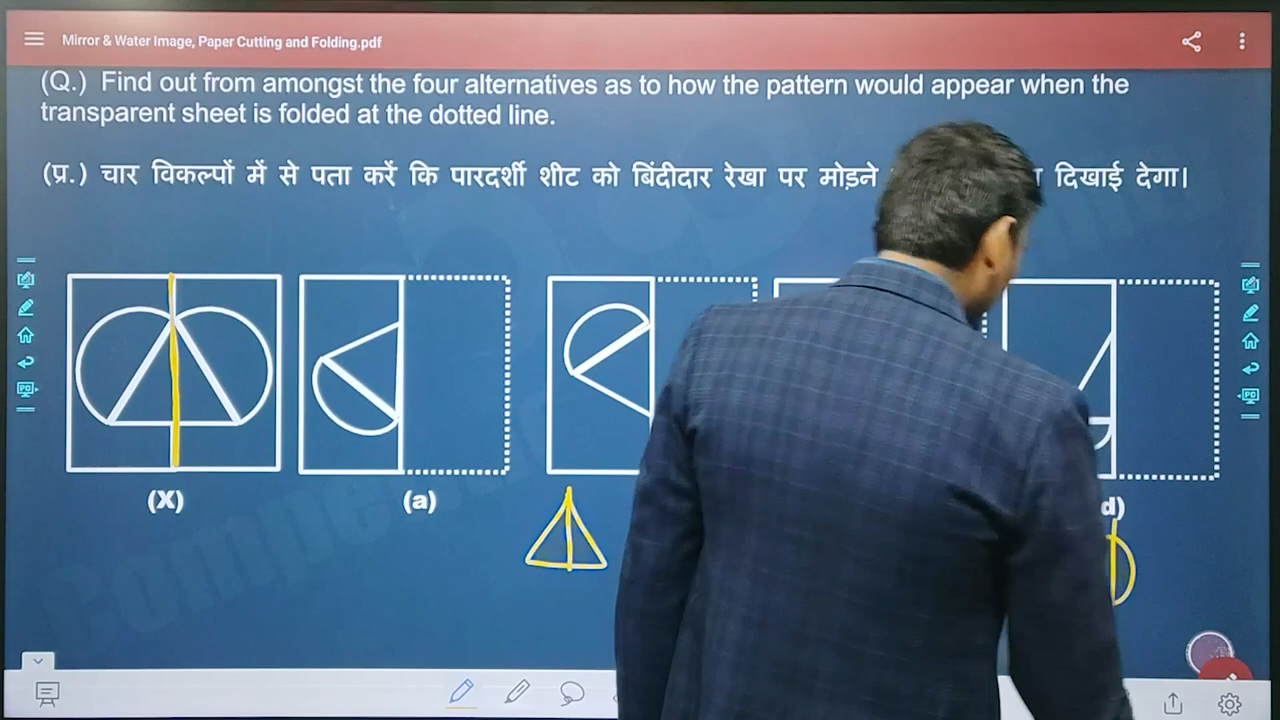 Mirror & Water Image, Paper Cutting and Folding.pdf
(Q.) Find out from amongst the four alternatives as to how the pattern would appear when the
transparent sheet is folded at the dotted line.
(प्र.) चार विकल्पों में से पता करें कि पारदर्शी शीट को बिंदीदार रेखा पर मोड़ने दिखाई देगा।
(X) (a) d)